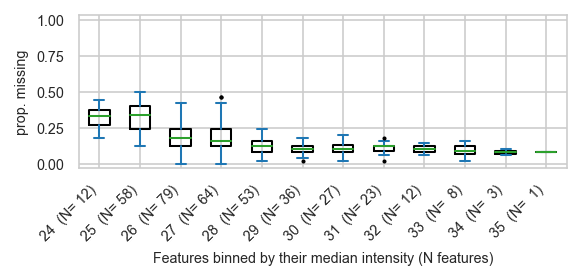 1.00
0.75
0.50
0.25
0.00
prop. missing
24 (N= 12)
25 (N= 58)
26 (N= 79)
27 (N= 64)
28 (N= 53)
29 (N= 36)
30 (N= 27)
31 (N= 23)
32 (N= 12)
33 (N=  8)
34 (N=  3)
35 (N=  1)
Features binned by their median intensity (N features)